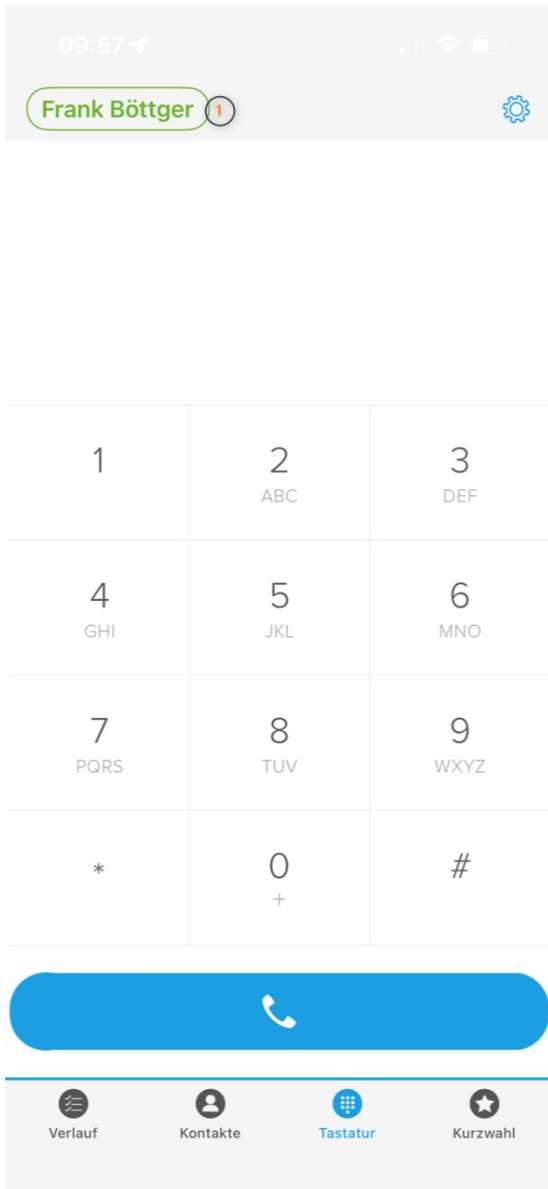 09:57
Frank Böttger 1
1 2 3
ABC DEF
4 5 6
GHI JKL MNO
7 8 9
PQRS TUV WXYZ
* 0 #
+
Verlauf Kontakte Tastatur Kurzwahl